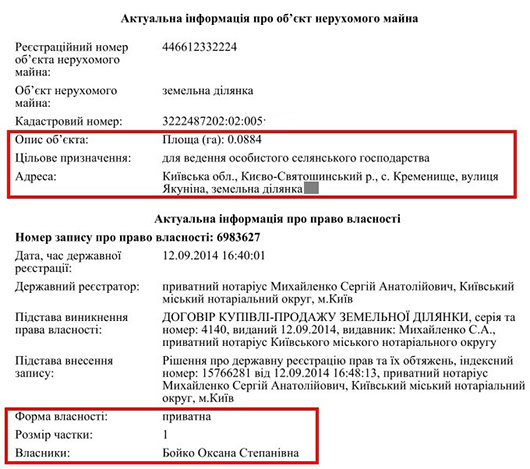 Актуальна інформація про об’єкт нерухомого майна
Реєстраційний номер 446612332224
об’єкта нерухомого
майна:
Об’єкт нерухомого земельна ділянка
майна:
Кадастровий номер: 3222487202:02:005
Опис об’єкта: Площа (га): 0.0884
Цільове призначення: для ведення особистого селянського господарства
Адреса: Київська обл., Києво-Святошинський р., с. Кременище, вулиця
Якуніна, земельна ділянка
Актуальна інформація про право власності
Номер запису про право власності: 6983627
Дата, час державної 12.09.2014 16:40:01
реєстрації:
Державний реєстратор: приватний нотаріус Михайленко Сергій Анатолійович, Київський
міський нотаріальний округ, м.Київ
Підстава виникнення ДОГОВІР КУПІВЛІ-ПРОДАЖУ ЗЕМЕЛЬНОЇ ДІЛЯНКИ, серія та
права власності: номер: 4140, виданий 12.09.2014, видавник: Михайленко С.А.,
приватний нотаріус Київського міського нотаріального округу
Підстава внесення Рішення про державну реєстрацію прав та їх обтяжень, індексний
запису: номер: 15766281 від 12.09.2014 16:48:13, приватний нотаріус
Михайленко Сергій Анатолійович, Київський міський нотаріальний округ,
м.Київ
Форма власності: приватна
Розмір частки: 1
Власники: Бойко Оксана Степанівна